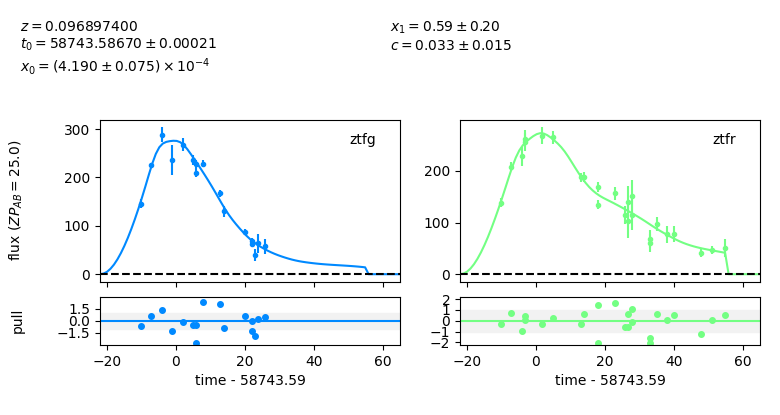 z = 0.096897400
t₀ = 58743.58670 ± 0.00021
x₀ = (4.190 ± 0.075) × 10⁻⁴
x₁ = 0.59 ± 0.20
c = 0.033 ± 0.015
flux (ZP_AB = 25.0)
300
200
100
0
ztfg
200
100
0
ztfr
pull
1.5
0.0
−1.5
−20 0 20 40 60
time - 58743.59
2
1
0
−1
−2
−20 0 20 40 60
time - 58743.59